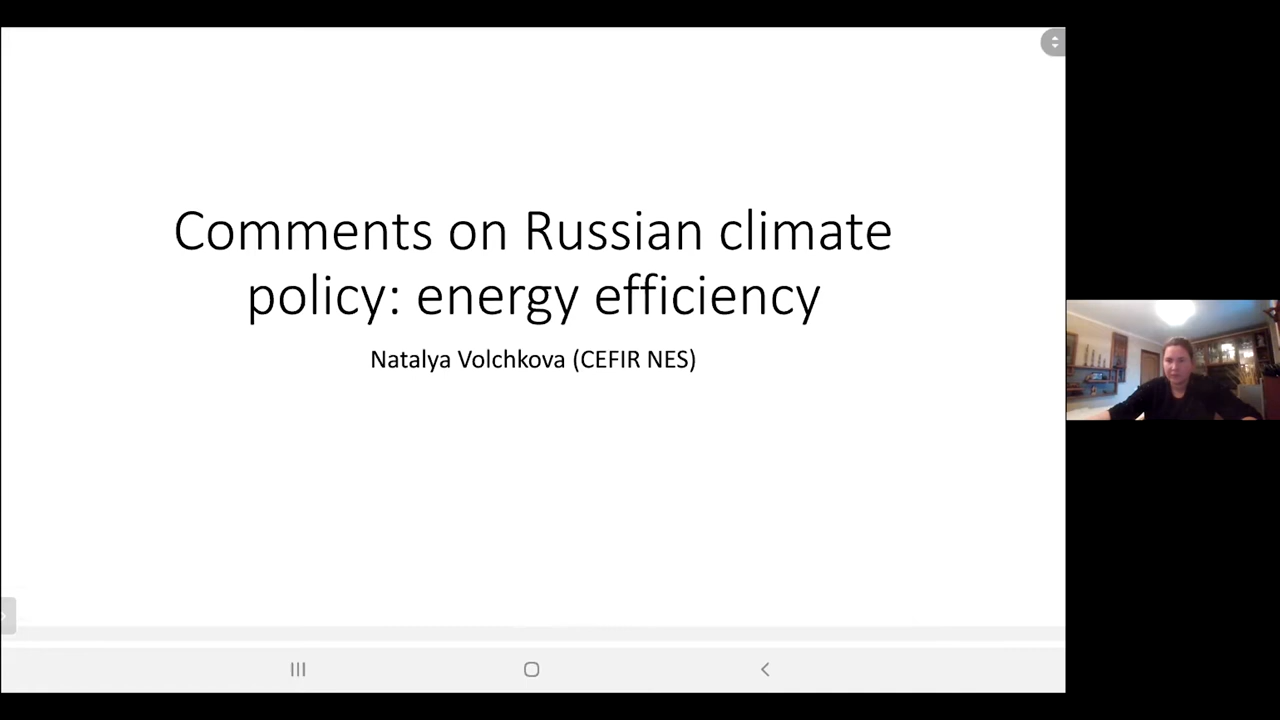 Comments on Russian climate
policy: energy efficiency
Natalya Volchkova (CEFIR NES)